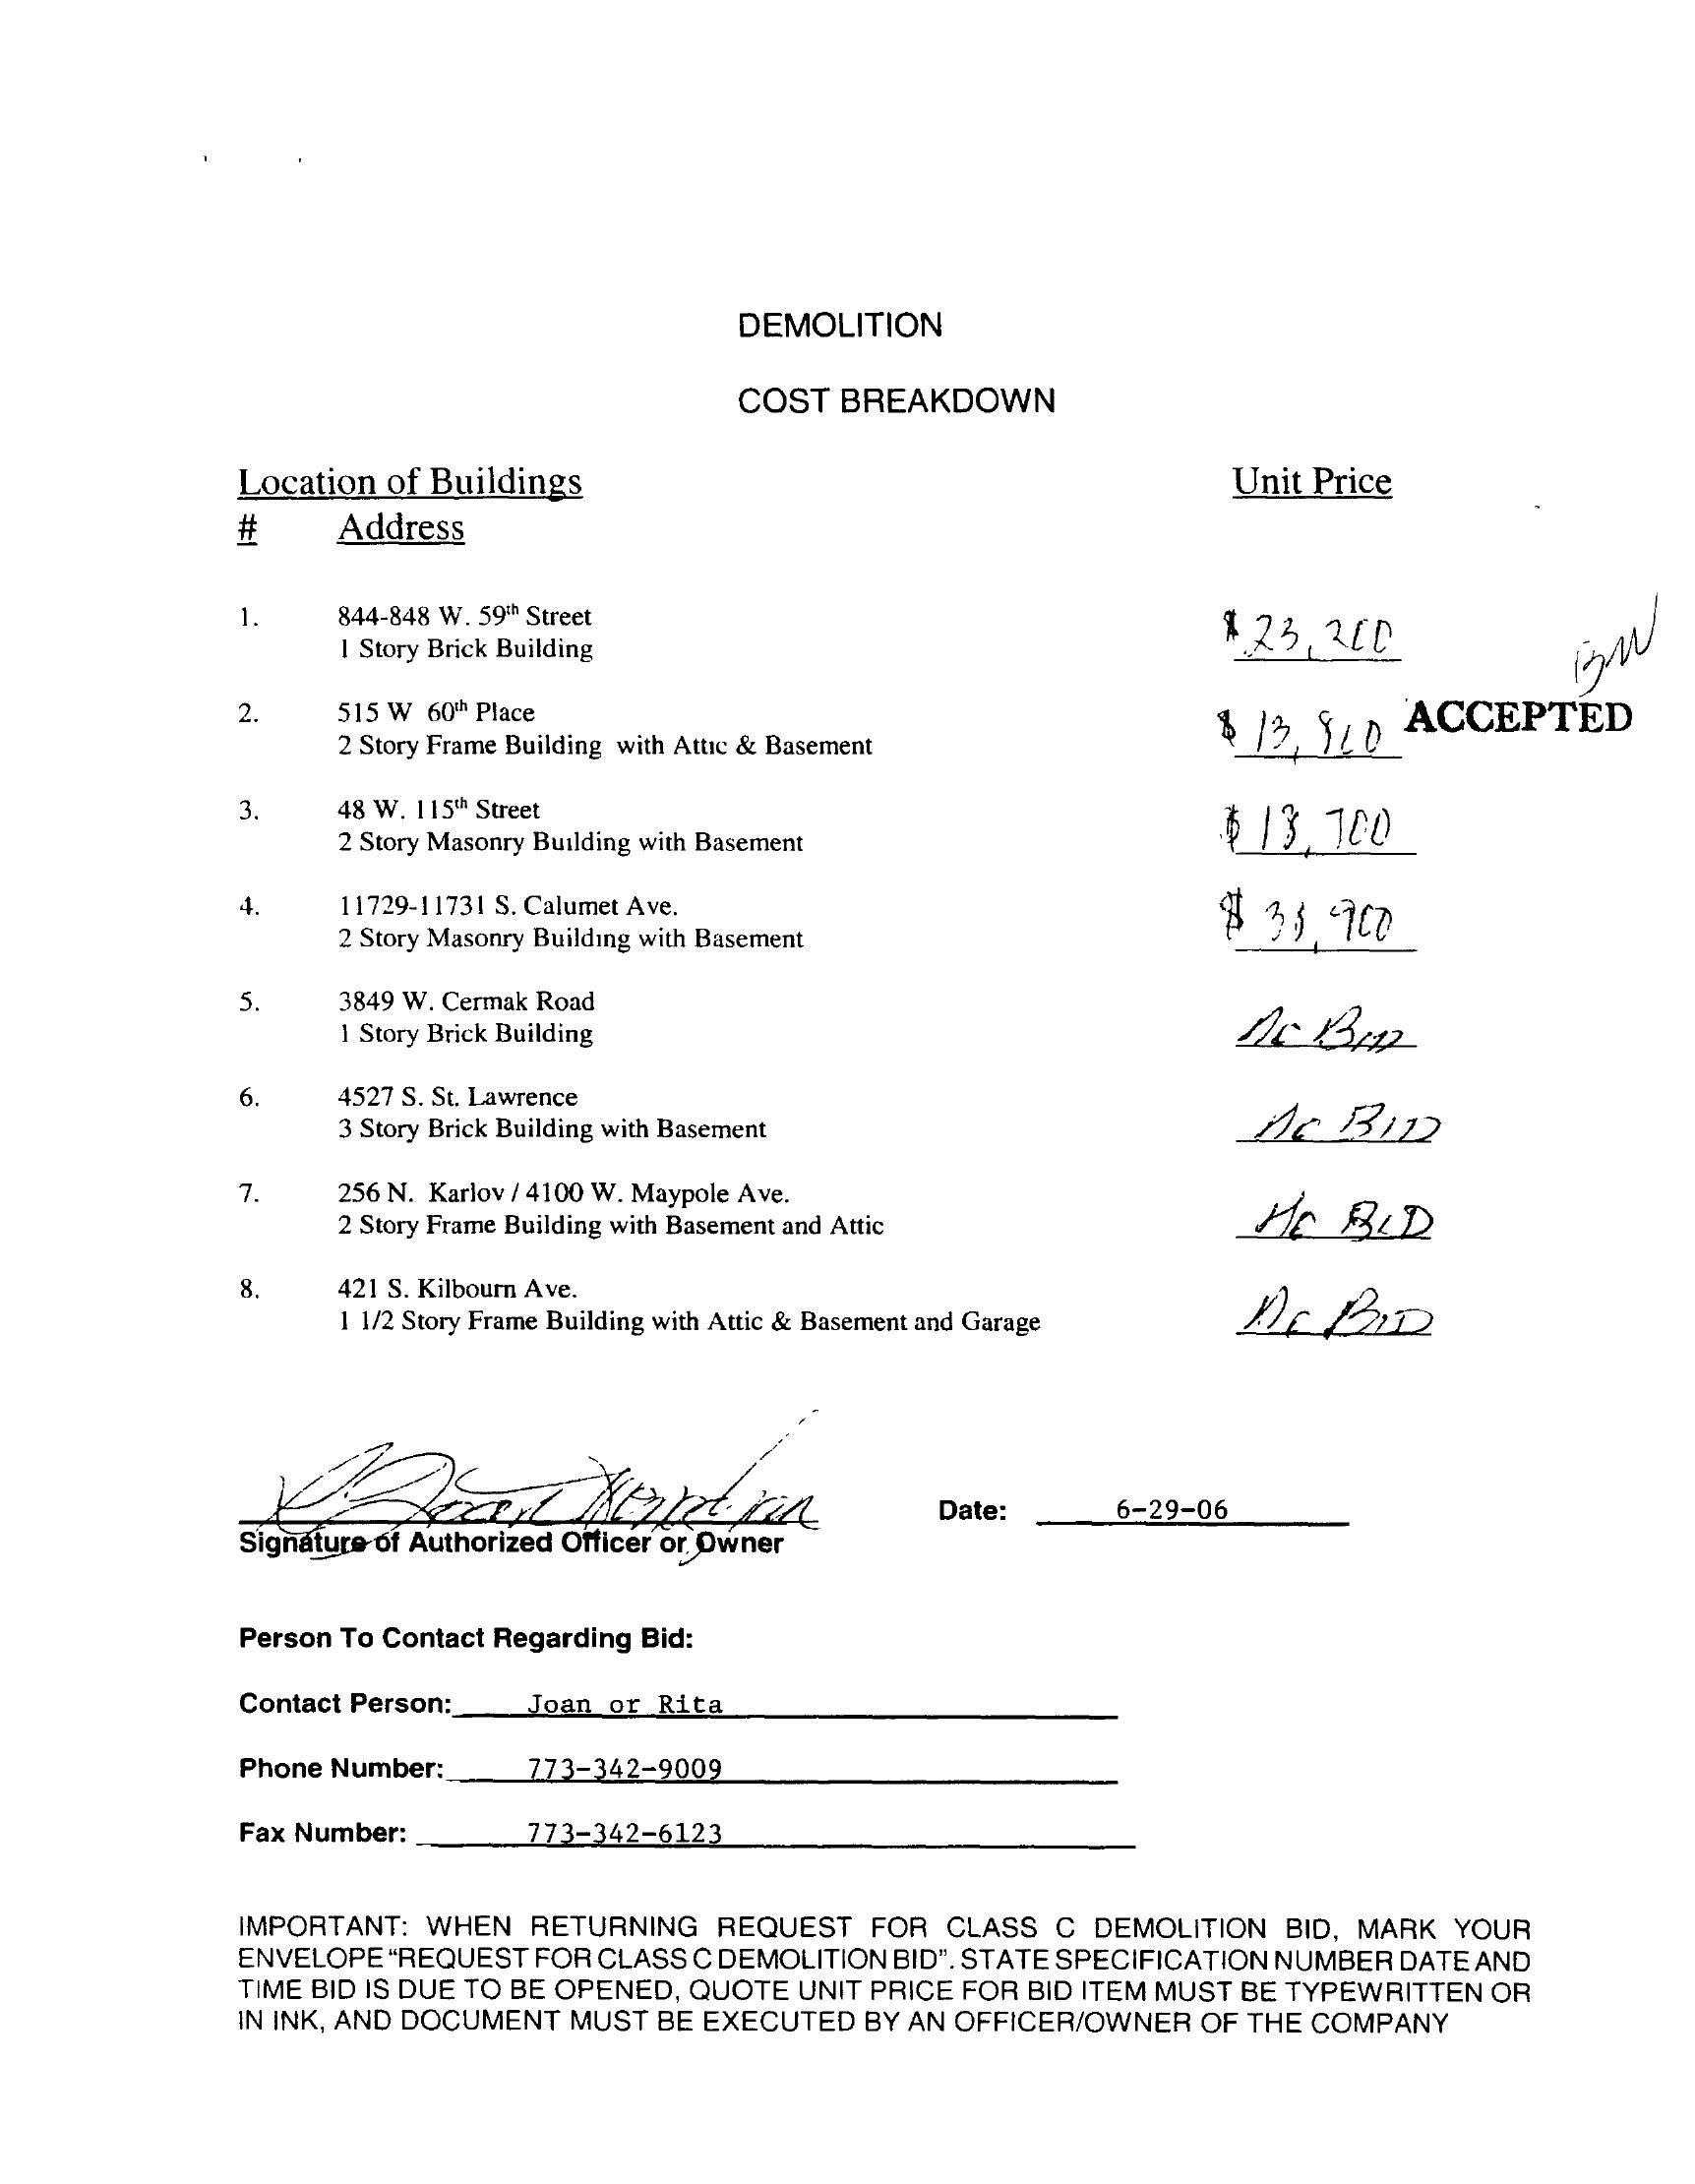 DEMOLITION
COST BREAKDOWN
Location of Buildings Unit Price
# Address
1. 844-848 W. 59th Street
1 Story Brick Building $ 23,200
BW
2. 515 W 60th Place
2 Story Frame Building with Attic & Basement $ 13,800 ACCEPTED
3. 48 W. 115th Street
2 Story Masonry Building with Basement $ 13,700
4. 11729-11731 S. Calumet Ave.
2 Story Masonry Building with Basement
5. 3849 W. Cermak Road
1 Story Brick Building No Bid
6. 4527 S. St. Lawrence
3 Story Brick Building with Basement No BID
7. 256 N. Karlov / 4100 W. Maypole Ave.
2 Story Frame Building with Basement and Attic No BID
8. 421 S. Kilbourn Ave.
1 1/2 Story Frame Building with Attic & Basement and Garage No BID
Date: 6-29-06
Signature of Authorized Officer or Owner
Person To Contact Regarding Bid:
Contact Person: Joan or Rita
Phone Number: 773-342-9009
Fax Number: 773-342-6123
IMPORTANT: WHEN RETURNING REQUEST FOR CLASS C DEMOLITION BID, MARK YOUR
ENVELOPE "REQUEST FOR CLASS C DEMOLITION BID". STATE SPECIFICATION NUMBER DATE AND
TIME BID IS DUE TO BE OPENED, QUOTE UNIT PRICE FOR BID ITEM MUST BE TYPEWRITTEN OR
IN INK, AND DOCUMENT MUST BE EXECUTED BY AN OFFICER/OWNER OF THE COMPANY